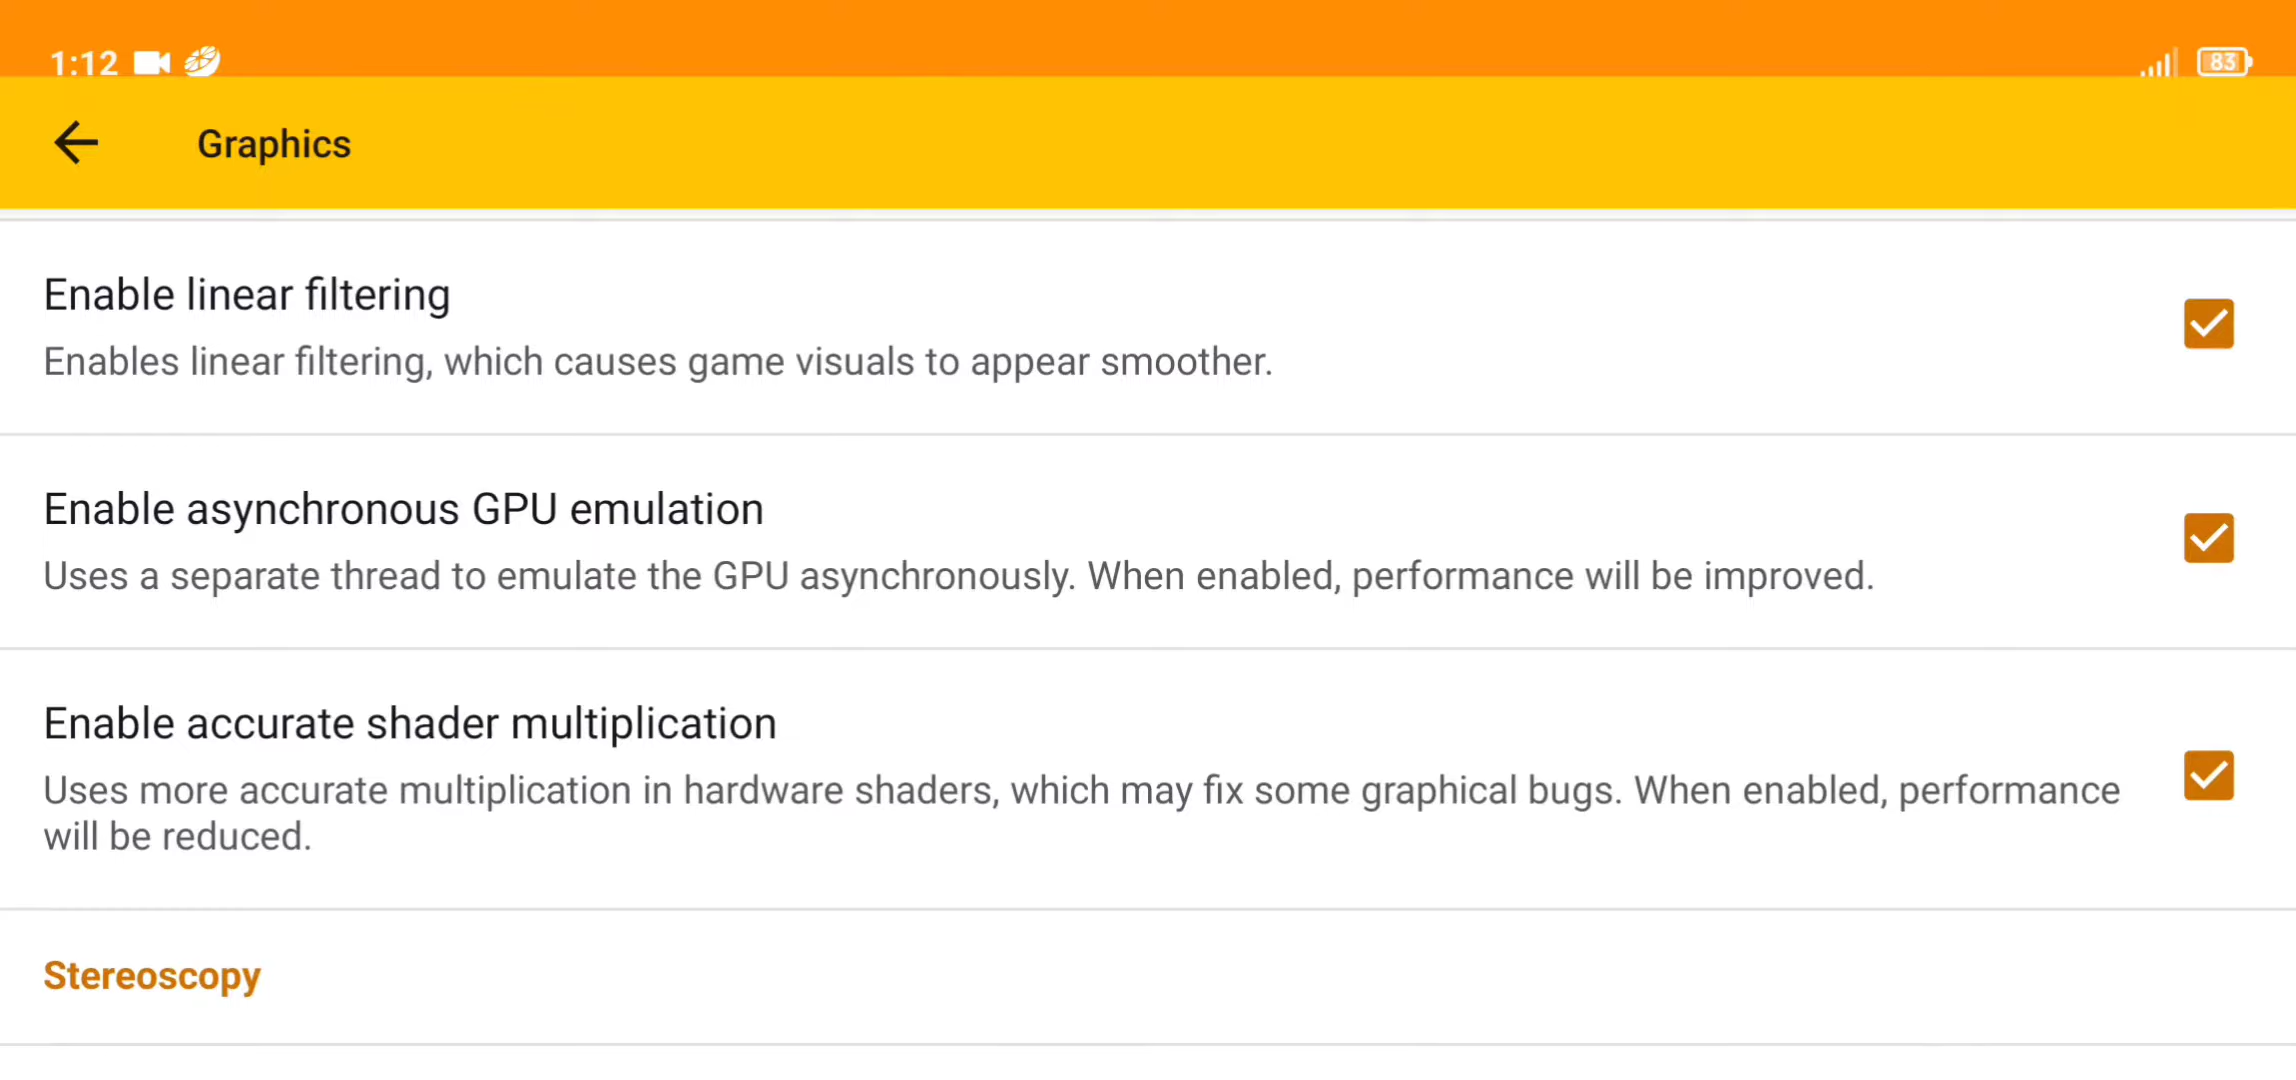 1:12
83
Graphics
Enable linear filtering
Enables linear filtering, which causes game visuals to appear smoother.
Enable asynchronous GPU emulation
Uses a separate thread to emulate the GPU asynchronously. When enabled, performance will be improved.
Enable accurate shader multiplication
Uses more accurate multiplication in hardware shaders, which may fix some graphical bugs. When enabled, performance
will be reduced.
Stereoscopy